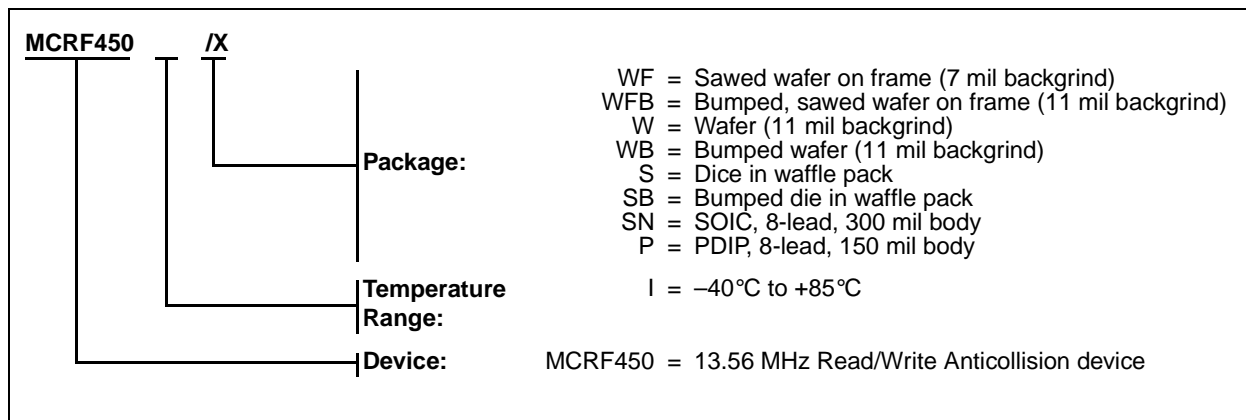 MCRF450 /X
WF = Sawed wafer on frame (7 mil backgrind)
WFB = Bumped, sawed wafer on frame (11 mil backgrind)
W = Wafer (11 mil backgrind)
WB = Bumped wafer (11 mil backgrind)
Package:
S = Dice in waffle pack
SB = Bumped die in waffle pack
SN = SOIC, 8-lead, 300 mil body
P = PDIP, 8-lead, 150 mil body
Temperature Range:
I = –40°C to +85°C
Device:
MCRF450 = 13.56 MHz Read/Write Anticollision device